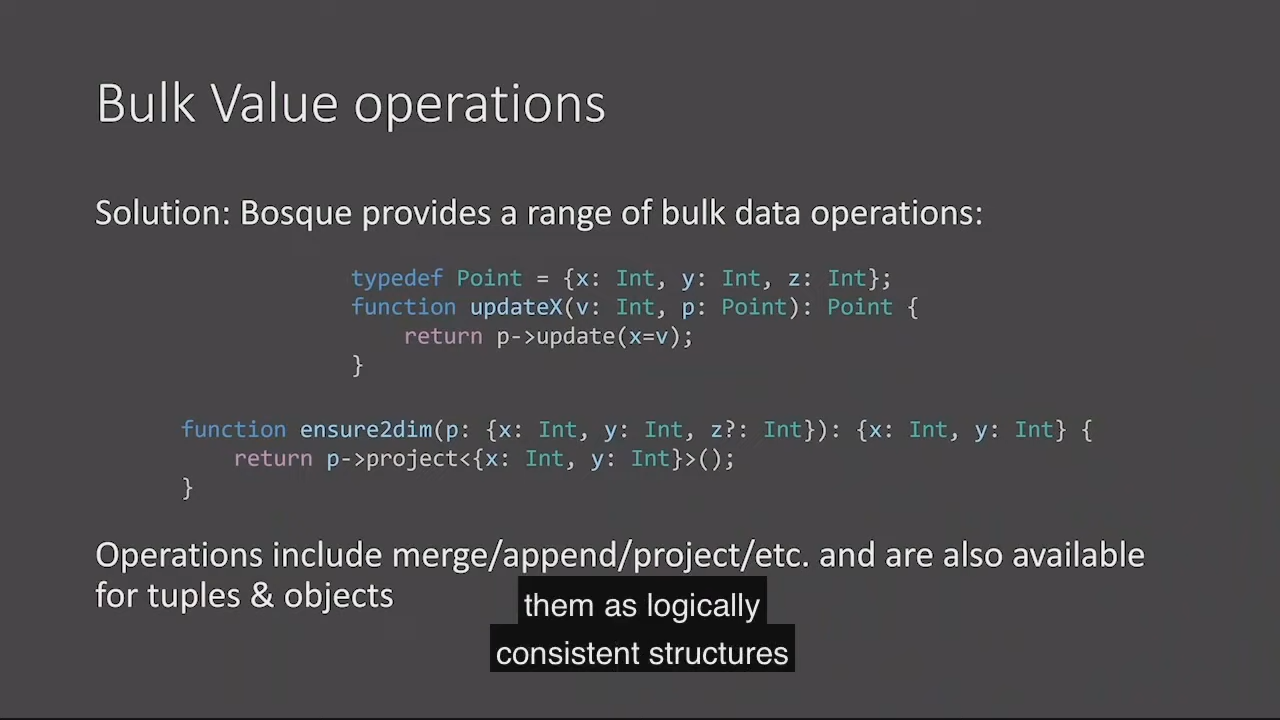 Bulk Value operations
Solution: Bosque provides a range of bulk data operations:
typedef Point = {x: Int, y: Int, z: Int};
function updateX(v: Int, p: Point): Point {
    return p->update(x=v);
}
function ensure2dim(p: {x: Int, y: Int, z?: Int}): {x: Int, y: Int} {
    return p->project<{x: Int, y: Int}>();
}
Operations include merge/append/project/etc. and are also available
for tuples & objects
them as logically
consistent structures